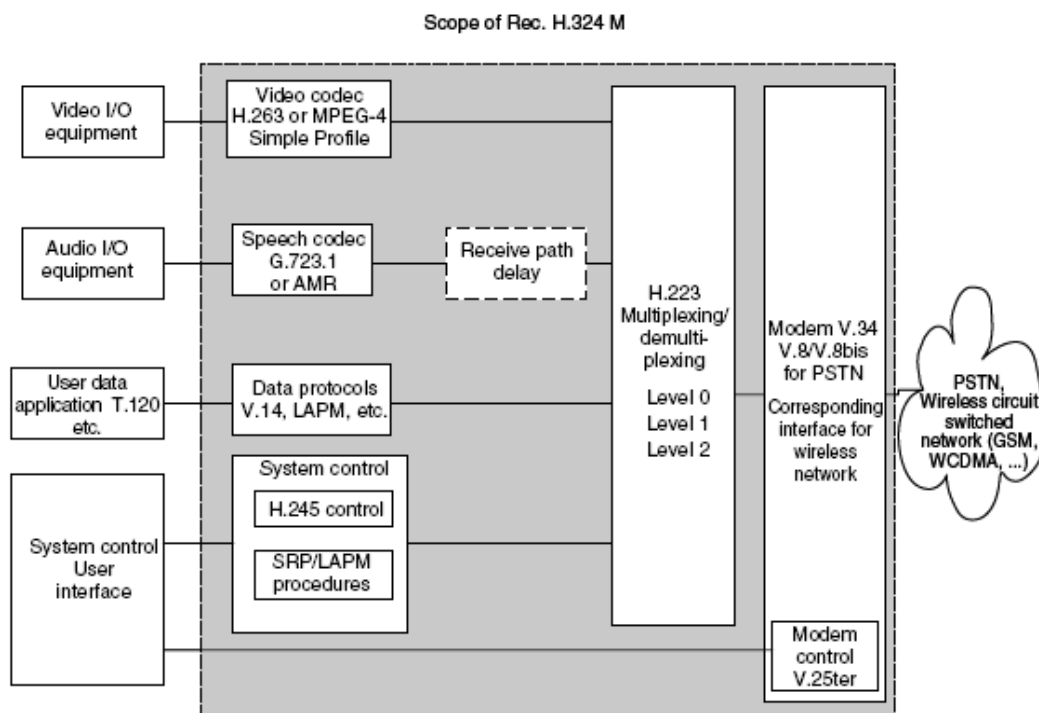 Scope of Rec. H.324 M
Video I/O
equipment
Video codec
H.263 or MPEG-4
Simple Profile
Audio I/O
equipment
Speech codec
G.723.1
or AMR
Receive path
delay
H.223
Multiplexing/
demulti-
plexing
Level 0
Level 1
Level 2
Modem V.34
V.8/V.8bis
for PSTN
Corresponding
interface for
wireless
network
PSTN,
Wireless circuit
switched
network (GSM,
WCDMA, ...)
User data
application T.120
etc.
Data protocols
V.14, LAPM, etc.
System control
H.245 control
SRP/LAPM
procedures
System control
User
interface
Modem
control
V.25ter